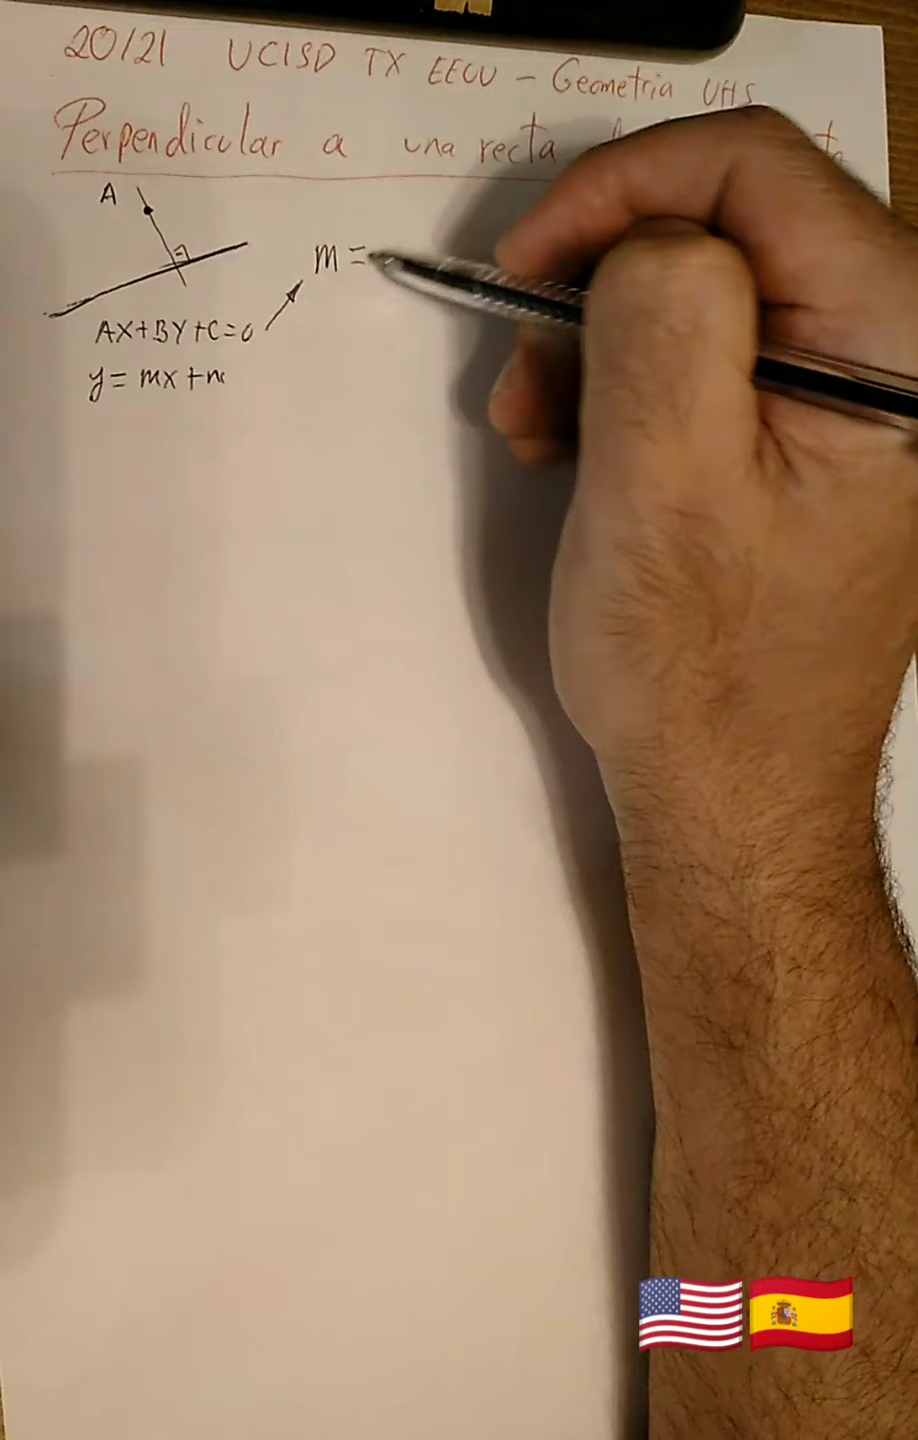 20/21 UCISD TX EEUU - Geometria UHS
Perpendicular a una recta
A
m =
AX+BY+C=0
y = mx+n